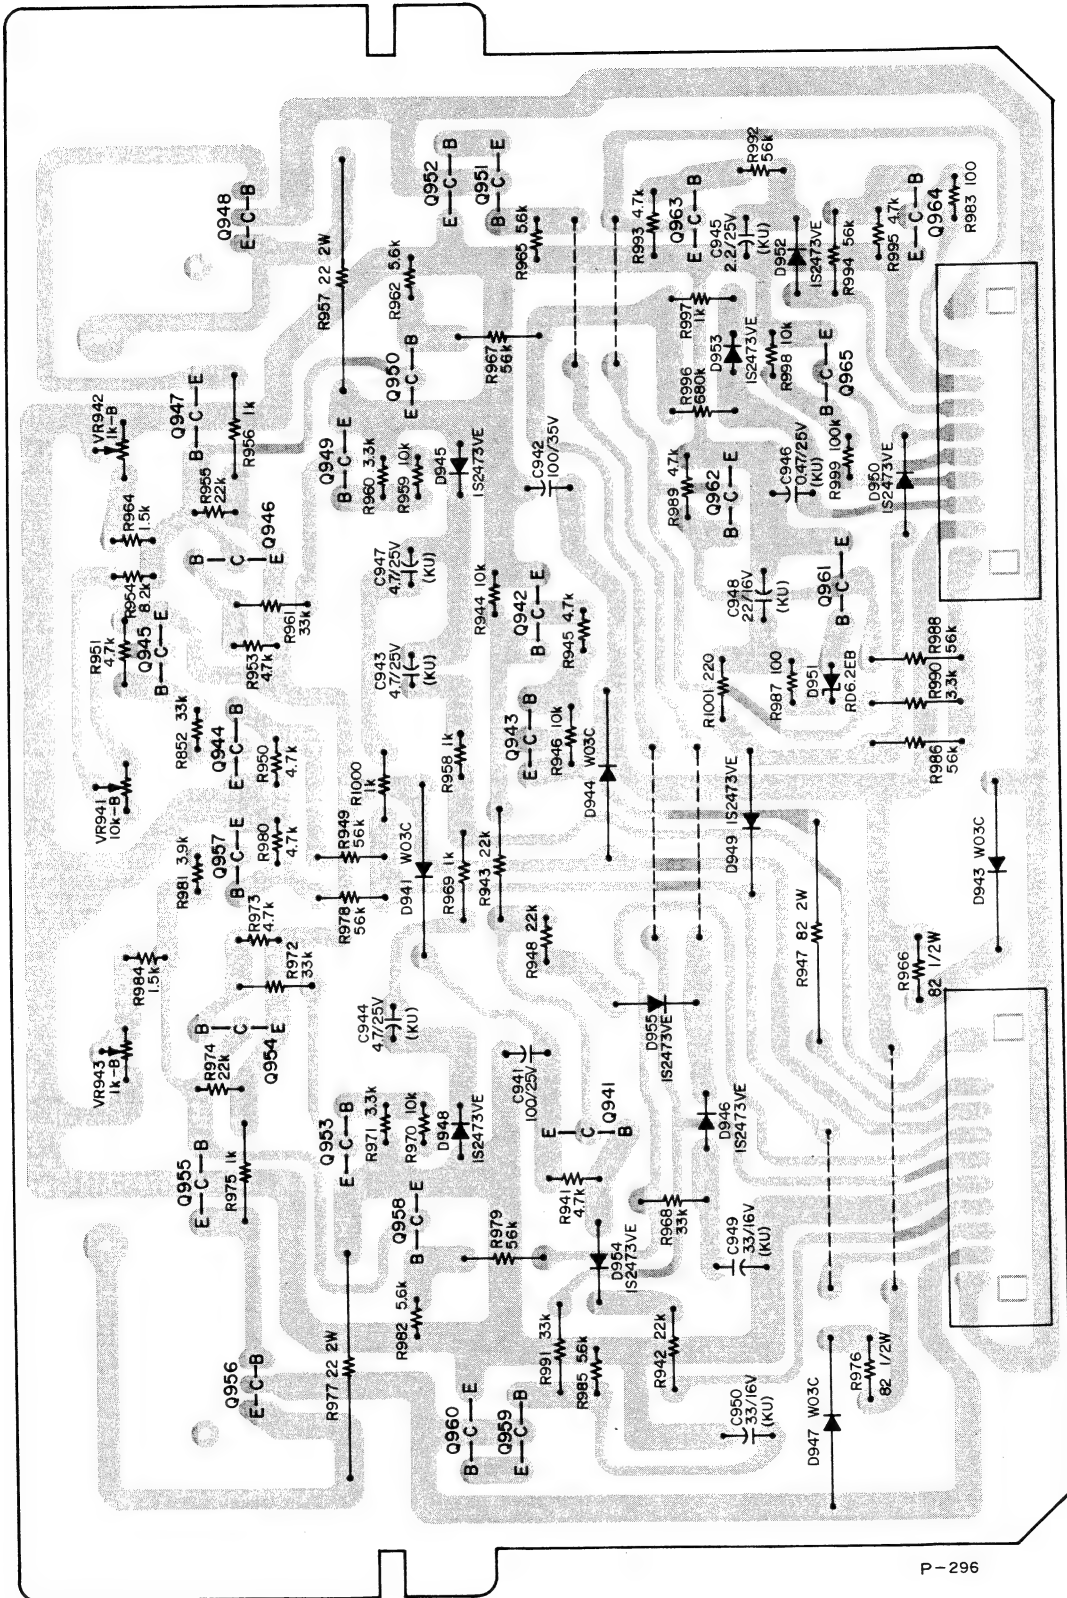 Q948
E C B
R957 22 2W
R962 5.6k
Q952
E C B
Q951
B C E
R965 5.6k
R993 4.7k
Q963
E C B
R992
56k
C945
2.2/25V
(KU)
D952
IS2473VE
R994 56k
R995 4.7k
Q964
E C B
R983 100
VR942
1k-B
Q947
B C E
R956 1k
R955
22k
R964
1.5k
Q949
B C E
Q950
E C B
R960 3.3k
R959 10k
D945
IS2473VE
R967
56k
C942
100/35V
R997
1k
R996
680k
D953
IS2473VE
R998 10k
Q965
B C E
R989 4.7k
Q962
B C E
C946
0.47/25V
(KU)
R999 100k
D950
IS2473VE
Q946
B C E
R954
8.2k
R951
4.7k
Q945
B C E
R961
33k
R953
4.7k
C947
4.7/25V
(KU)
C943
4.7/25V
(KU)
R944 10k
Q942
B C E
R945 4.7k
C948
22/16V
(KU)
Q961
B C E
R1001 220
R987 100
D951
RD6.2EB
R988
56k
R990
3.3k
R986
56k
R852 33k
Q944
E C B
R950
4.7k
VR941
10k-B
R1000
1k
R958 1k
Q943
E C B
R946 10k
D944 W03C
D949 IS2473VE
R981 3.9k
Q957
B C E
R980
4.7k
R949
56k
R978
56k
D941 W03C
R969 1k
R943 22k
R948 22k
R947 82 2W
D943 W03C
R966
82 1/2W
R984
1.5k
R973
4.7k
R972
33k
VR943
1k-B
Q954
B C E
R974
22k
C944
4.7/25V
(KU)
C941
100/25V
D955
IS2473VE
Q955
E C B
R975 1k
Q953
E C B
R971 3.3k
R970 10k
D948
IS2473VE
Q941
E C B
D946
IS2473VE
Q958
B C E
R979
56k
R941
4.7k
D954
IS2473VE
R968
33k
C949
33/16V
(KU)
Q956
E C B
R977 22 2W
R982 5.6k
Q960
B C E
Q959
E C B
R991 33k
R985 5.6k
R942 22k
C950
33/16V
(KU)
D947 W03C
R976
82 1/2W
P-296